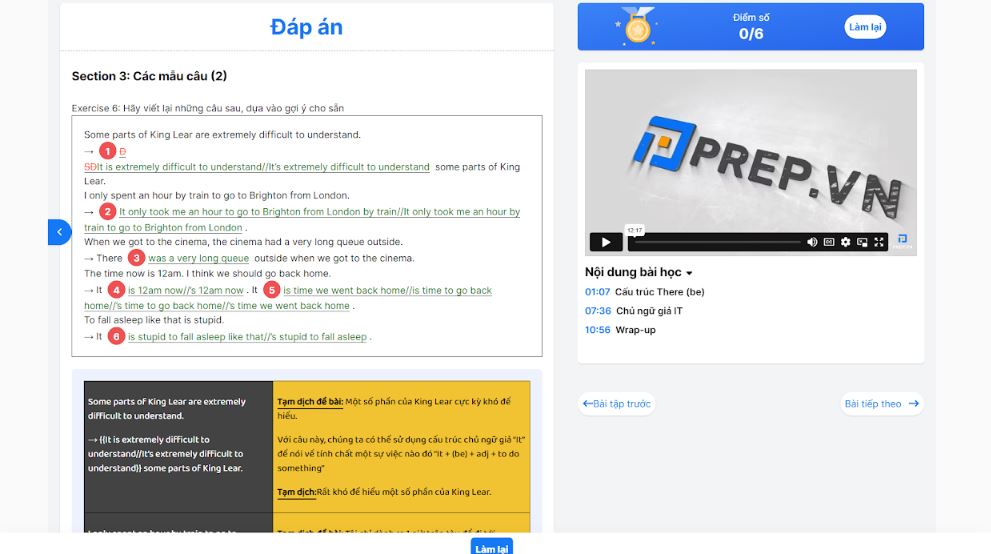 Đáp án
Section 3: Các mẫu câu (2)
Exercise 6: Hãy viết lại những câu sau, dựa vào gợi ý cho sẵn
Some parts of King Lear are extremely difficult to understand.
→ 1 Đ
SĐIt is extremely difficult to understand//It's extremely difficult to understand some parts of King
Lear.
I only spent an hour by train to go to Brighton from London.
→ 2 It only took me an hour to go to Brighton from London by train//It only took me an hour by
train to go to Brighton from London .
When we got to the cinema, the cinema had a very long queue outside.
→ There 3 was a very long queue outside when we got to the cinema.
The time now is 12am. I think we should go back home.
→ It 4 is 12am now//'s 12am now . It 5 is time we went back home//is time to go back
home//'s time to go back home//'s time we went back home .
To fall asleep like that is stupid.
→ It 6 is stupid to fall asleep like that//'s stupid to fall asleep .
Some parts of King Lear are extremely
difficult to understand.
→ {{It is extremely difficult to
understand//It's extremely difficult to
understand}} some parts of King Lear.
Tạm dịch đề bài: Một số phần của King Lear cực kỳ khó để
hiểu.
Với câu này, chúng ta có thể sử dụng cấu trúc chủ ngữ giả "It"
để nói về tính chất một sự việc nào đó "It + (be) + adj + to do
something"
Tạm dịch:Rất khó để hiểu một số phần của King Lear.
Điểm số
0/6
Làm lại
PREP.VN
12:17
Nội dung bài học
01:07 Cấu trúc There (be)
07:36 Chủ ngữ giả IT
10:56 Wrap-up
←Bài tập trước
Bài tiếp theo →
Làm lại